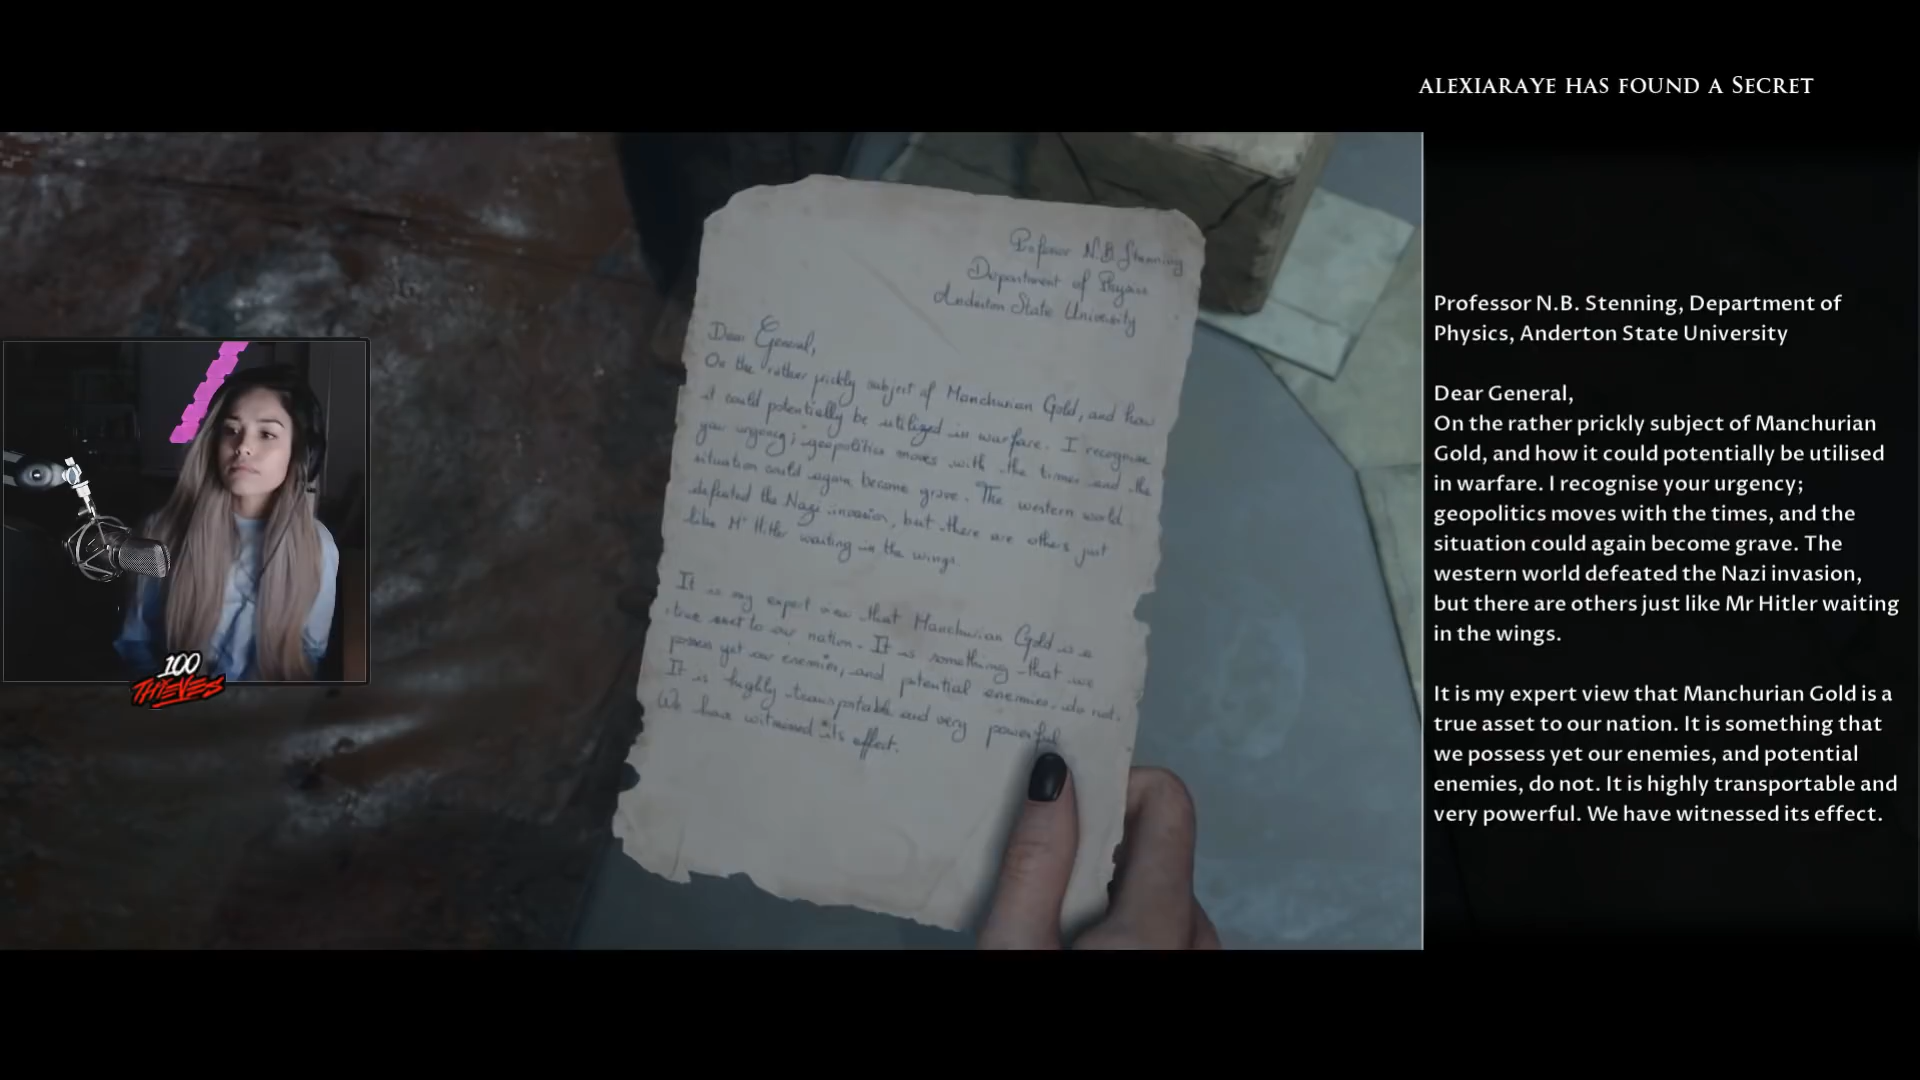 ALEXIARAYE HAS FOUND A SECRET
Professor N.B. Stenning
Department of Physics
Anderton State University
Dear General,
On the rather prickly subject of Manchurian Gold, and how
it could potentially be utilized in warfare. I recognise
your urgency; geopolitics moves with the times and the
situation could again become grave. The western world
defeated the Nazi invasion, but there are others just
like Mr Hitler waiting in the wings.
It is my expert view that Manchurian Gold is a
true asset to our nation. It is something that we
possess yet our enemies, and potential enemies, do not.
It is highly transportable and very powerful
We have witnessed its effect.
100
THIEVES
Professor N.B. Stenning, Department of
Physics, Anderton State University
Dear General,
On the rather prickly subject of Manchurian
Gold, and how it could potentially be utilised
in warfare. I recognise your urgency;
geopolitics moves with the times, and the
situation could again become grave. The
western world defeated the Nazi invasion,
but there are others just like Mr Hitler waiting
in the wings.
It is my expert view that Manchurian Gold is a
true asset to our nation. It is something that
we possess yet our enemies, and potential
enemies, do not. It is highly transportable and
very powerful. We have witnessed its effect.